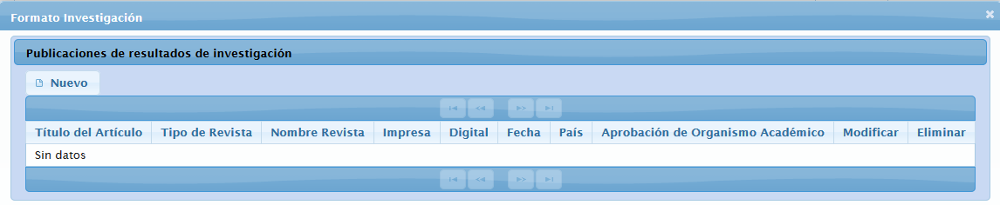 Formato Investigación
Publicaciones de resultados de investigación
Nuevo
Título del Artículo Tipo de Revista Nombre Revista Impresa Digital Fecha País Aprobación de Organismo Académico Modificar Eliminar
Sin datos